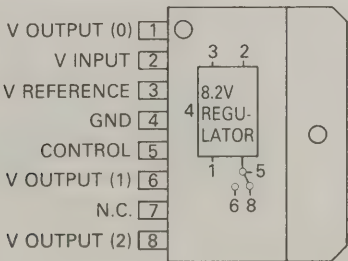 V OUTPUT (0) 1
V INPUT 2
V REFERENCE 3
GND 4
CONTROL 5
V OUTPUT (1) 6
N.C. 7
V OUTPUT (2) 8
3 2
8.2V
4 REGU-
LATOR
1 5
6 8